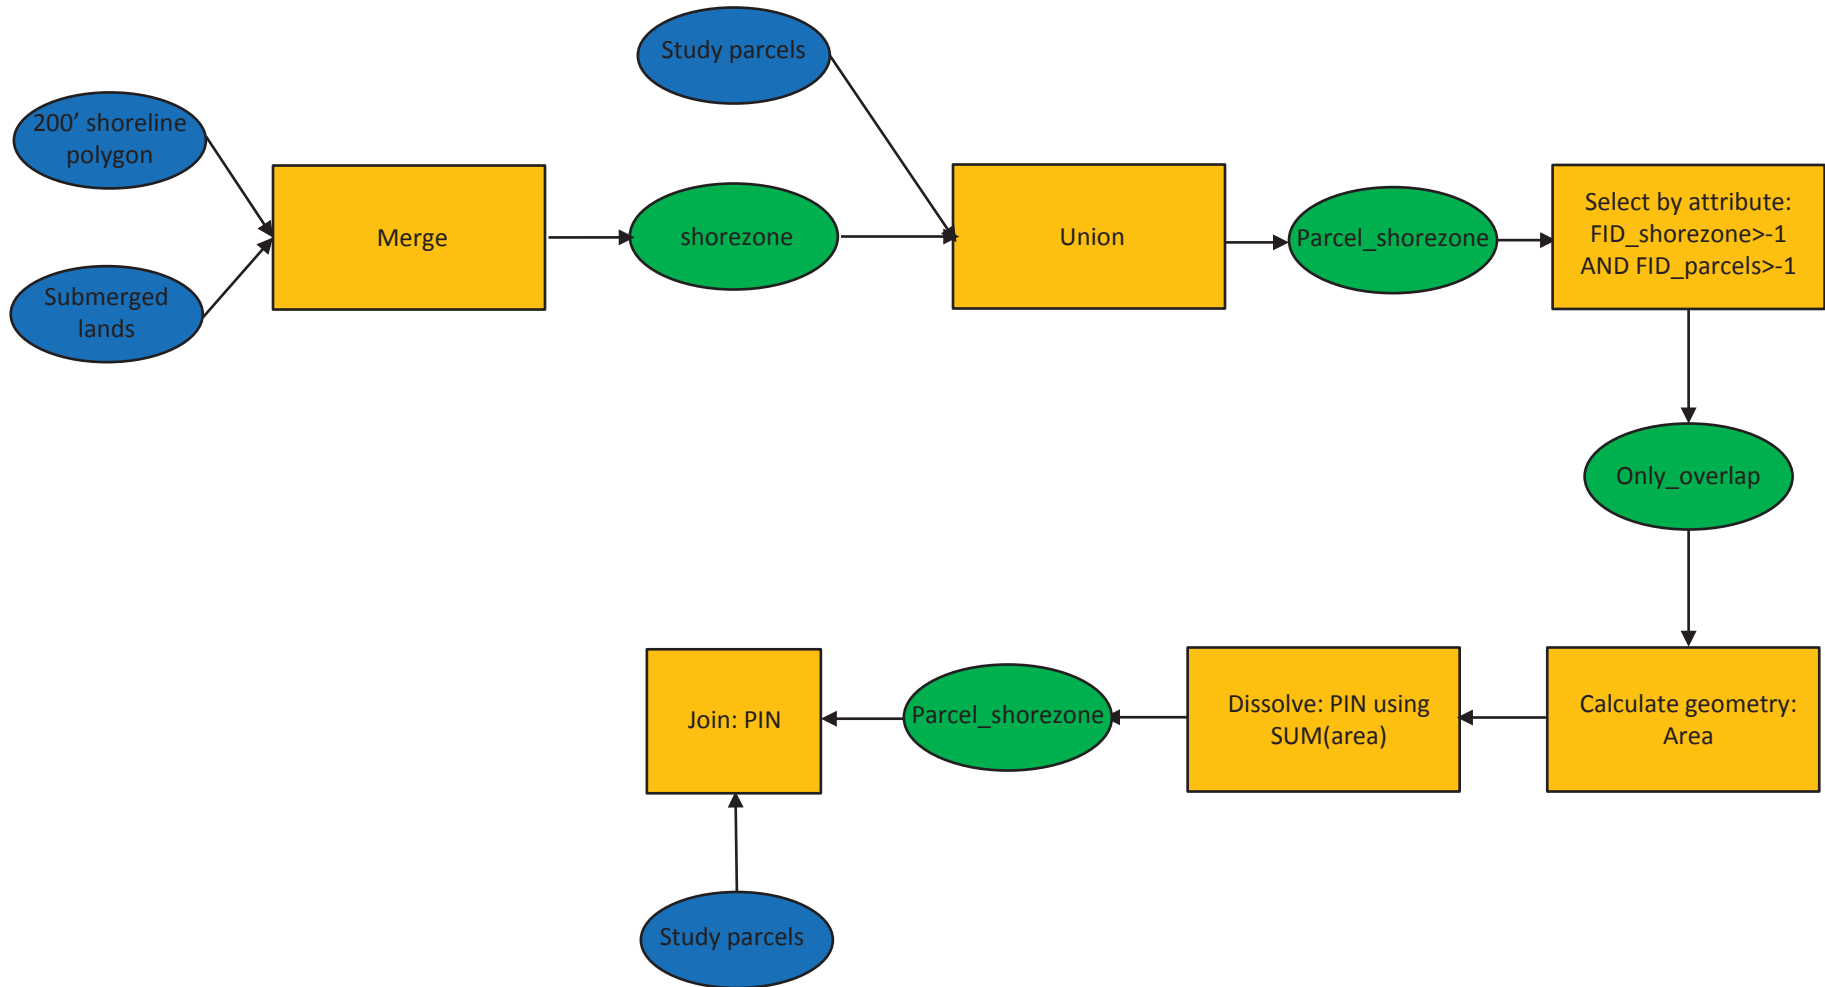 Study parcels
200' shoreline
polygon
Merge
shorezone
Union
Parcel_shorezone
Select by attribute:
FID_shorezone>-1
AND FID_parcels>-1
Submerged
lands
Only_overlap
Join: PIN
Parcel_shorezone
Dissolve: PIN using
SUM(area)
Calculate geometry:
Area
Study parcels